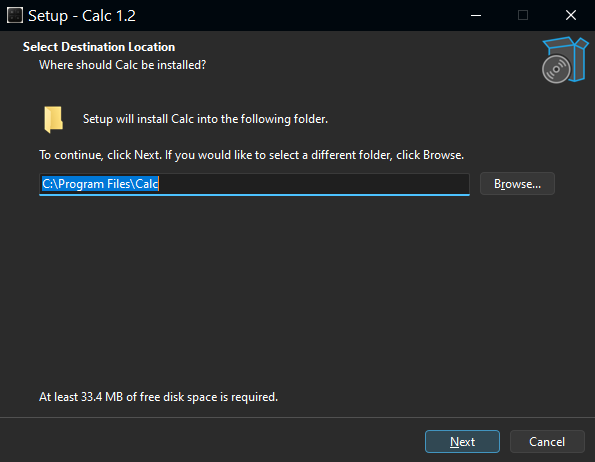 Setup - Calc 1.2
Select Destination Location
Where should Calc be installed?
Setup will install Calc into the following folder.
To continue, click Next. If you would like to select a different folder, click Browse.
C:\Program Files\Calc
Browse...
At least 33.4 MB of free disk space is required.
Next
Cancel